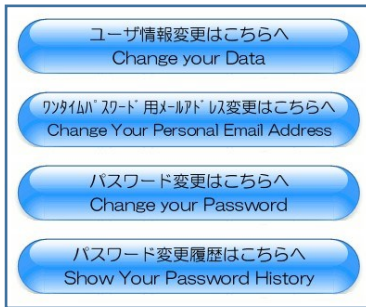 ユーザ情報変更はこちらへ
Change your Data
ﾜﾝﾀｲﾑﾊﾟｽﾜｰﾄﾞ用ﾒｰﾙｱﾄﾞﾚｽ変更はこちらへ
Change Your Personal Email Address
パスワード変更はこちらへ
Change your Password
パスワード変更履歴はこちらへ
Show Your Password History